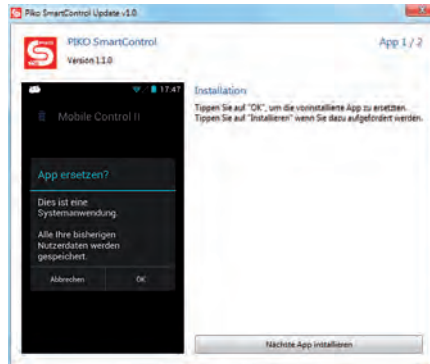 Piko SmartControl Update v1.0
PIKO SmartControl
App 1 / 2
Version 1.1.0
17.47
Mobile Control II
App ersetzen?
Dies ist eine
Systemanwendung.
Alle Ihre bisherigen
Nutzerdaten werden
gespeichert.
Abbrechen
OK
Installation
Tippen Sie auf "OK", um die vorinstallierte App zu ersetzen.
Tippen Sie auf "Installieren" wenn Sie dazu aufgefordert werden.
Nächste App installieren